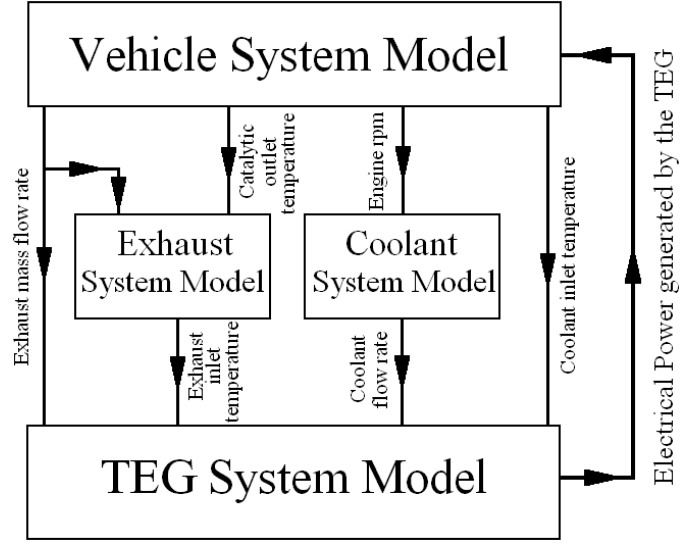 Vehicle System Model
Exhaust mass flow rate
Catalytic
outlet
temperature
Engine rpm
Coolant inlet temperature
Electrical Power generated by the TEG
Exhaust
System Model
Coolant
System Model
Exhaust
inlet
temperature
Coolant
flow rate
TEG System Model